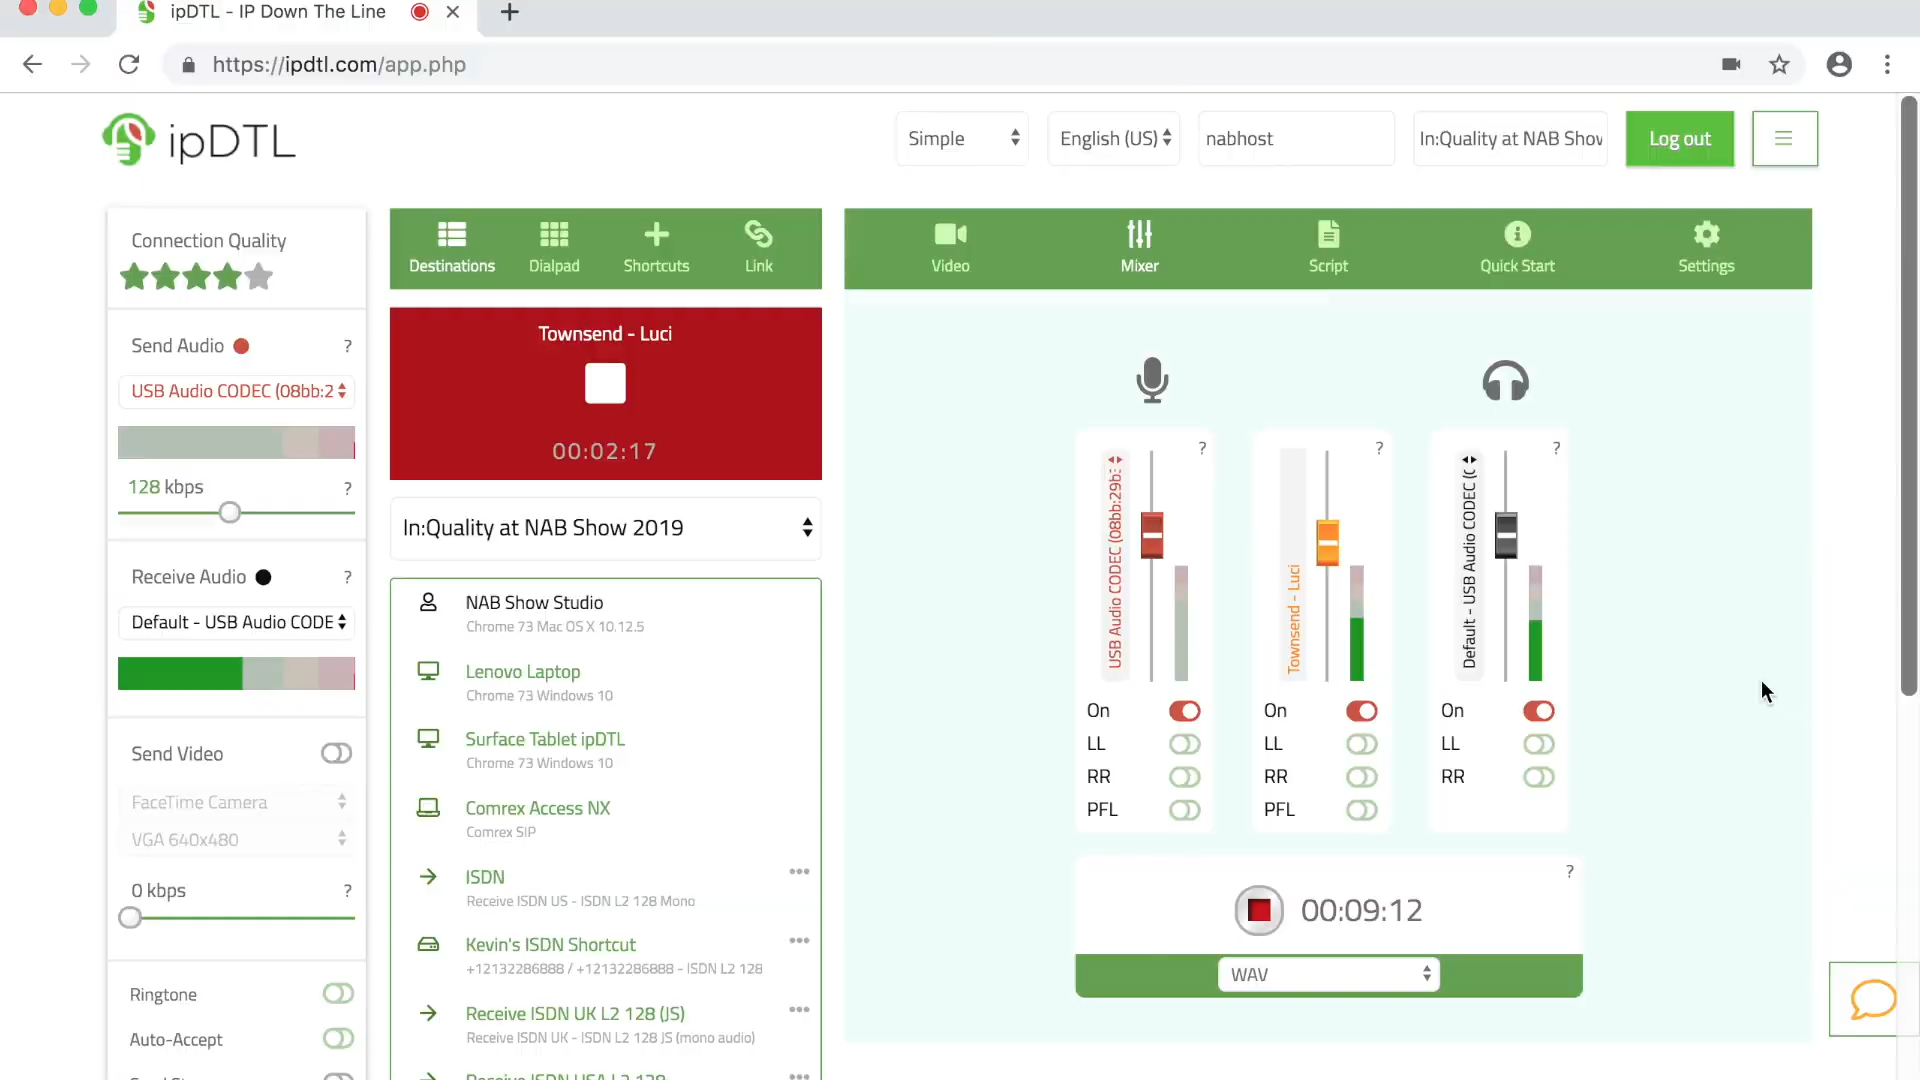 ipDTL - IP Down The Line
https://ipdtl.com/app.php
ipDTL
Simple
English (US)
nabhost
In:Quality at NAB Shov
Log out
Connection Quality
Send Audio
?
USB Audio CODEC (08bb:2
128 kbps
?
Receive Audio
?
Default - USB Audio CODE
Send Video
FaceTime Camera
VGA 640x480
0 kbps
?
Ringtone
Auto-Accept
Destinations
Dialpad
Shortcuts
Link
Townsend - Luci
00:02:17
In:Quality at NAB Show 2019
NAB Show Studio
Chrome 73 Mac OS X 10.12.5
Lenovo Laptop
Chrome 73 Windows 10
Surface Tablet ipDTL
Chrome 73 Windows 10
Comrex Access NX
Comrex SIP
ISDN
Receive ISDN US - ISDN L2 128 Mono
Kevin's ISDN Shortcut
+12132286888 / +12132286888 - ISDN L2 128
Receive ISDN UK L2 128 (JS)
Receive ISDN UK - ISDN L2 128 JS (mono audio)
Receive ISDN USA L2 128
Video
Mixer
Script
Quick Start
Settings
?
USB Audio CODEC (08bb:29b:
On
LL
RR
PFL
?
Townsend - Luci
On
LL
RR
PFL
?
Default - USB Audio CODEC (0
On
LL
RR
?
00:09:12
WAV